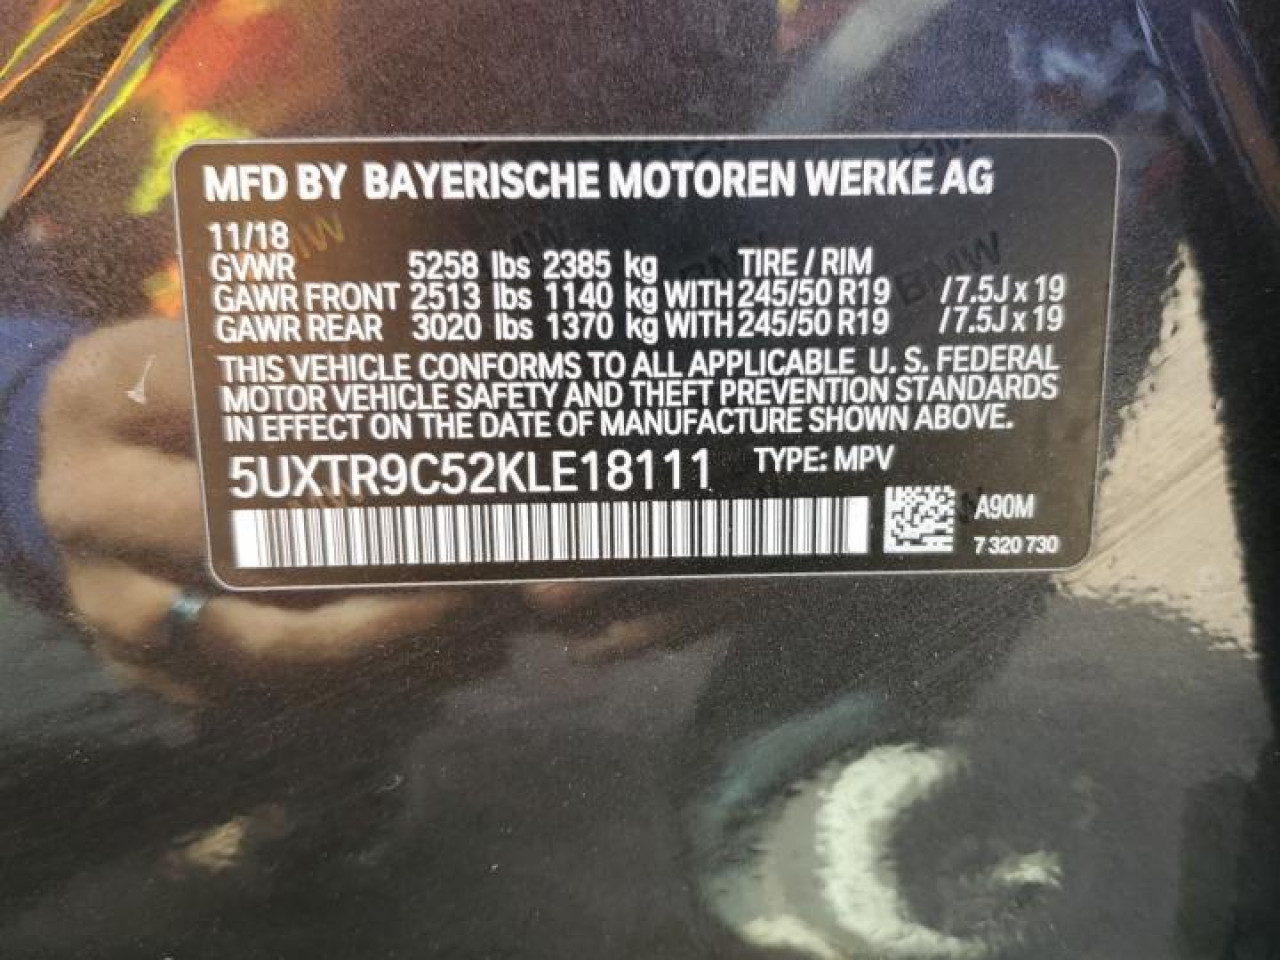 MFD BY BAYERISCHE MOTOREN WERKE AG
11/18
GVWR 5258 lbs 2385 kg TIRE / RIM
GAWR FRONT 2513 lbs 1140 kg WITH 245/50 R19 /7.5J x 19
GAWR REAR 3020 lbs 1370 kg WITH 245/50 R19 /7.5J x 19
THIS VEHICLE CONFORMS TO ALL APPLICABLE U. S. FEDERAL
MOTOR VEHICLE SAFETY AND THEFT PREVENTION STANDARDS
IN EFFECT ON THE DATE OF MANUFACTURE SHOWN ABOVE.
5UXTR9C52KLE18111 TYPE: MPV
A90M
7 320 730